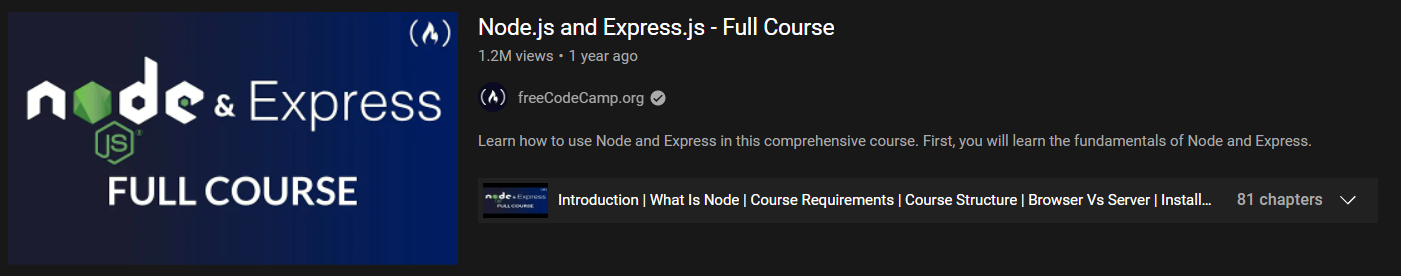 node & Express
JS
FULL COURSE
Node.js and Express.js - Full Course
1.2M views • 1 year ago
freeCodeCamp.org
Learn how to use Node and Express in this comprehensive course. First, you will learn the fundamentals of Node and Express.
node & Express
FULL COURSE
Introduction | What Is Node | Course Requirements | Course Structure | Browser Vs Server | Install...
81 chapters